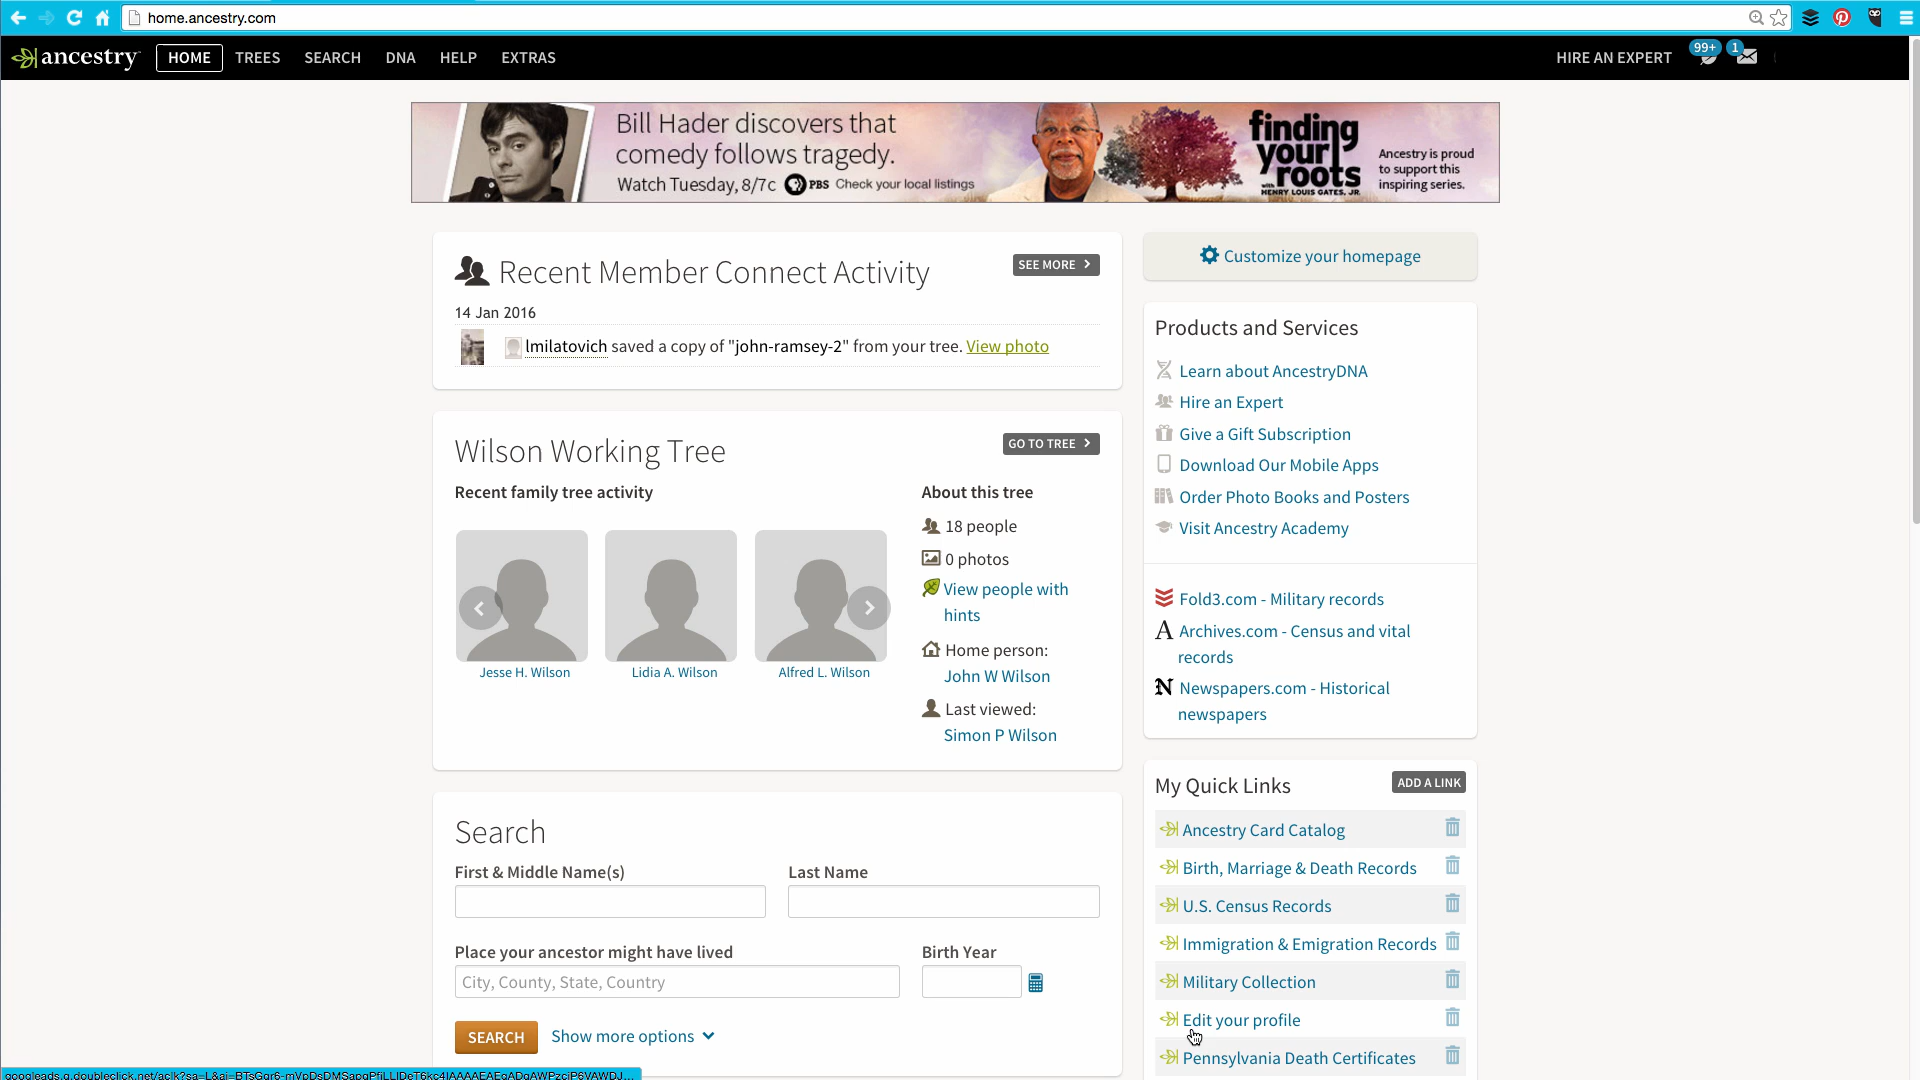 home.ancestry.com
ancestry
HOME
TREES
SEARCH
DNA
HELP
EXTRAS
HIRE AN EXPERT
99+
1
Bill Hader discovers that
comedy follows tragedy.
Watch Tuesday, 8/7c PBS Check your local listings
finding
your
roots
with HENRY LOUIS GATES, JR.
Ancestry is proud
to support this
inspiring series.
Recent Member Connect Activity
SEE MORE
14 Jan 2016
lmilatovich saved a copy of "john-ramsey-2" from your tree. View photo
Wilson Working Tree
GO TO TREE
Recent family tree activity
Jesse H. Wilson
Lidia A. Wilson
Alfred L. Wilson
About this tree
18 people
0 photos
View people with
hints
Home person:
John W Wilson
Last viewed:
Simon P Wilson
Search
First & Middle Name(s)
Last Name
Place your ancestor might have lived
City, County, State, Country
Birth Year
SEARCH
Show more options
Customize your homepage
Products and Services
Learn about AncestryDNA
Hire an Expert
Give a Gift Subscription
Download Our Mobile Apps
Order Photo Books and Posters
Visit Ancestry Academy
Fold3.com - Military records
A Archives.com - Census and vital
records
N Newspapers.com - Historical
newspapers
My Quick Links
ADD A LINK
Ancestry Card Catalog
Birth, Marriage & Death Records
U.S. Census Records
Immigration & Emigration Records
Military Collection
Edit your profile
Pennsylvania Death Certificates